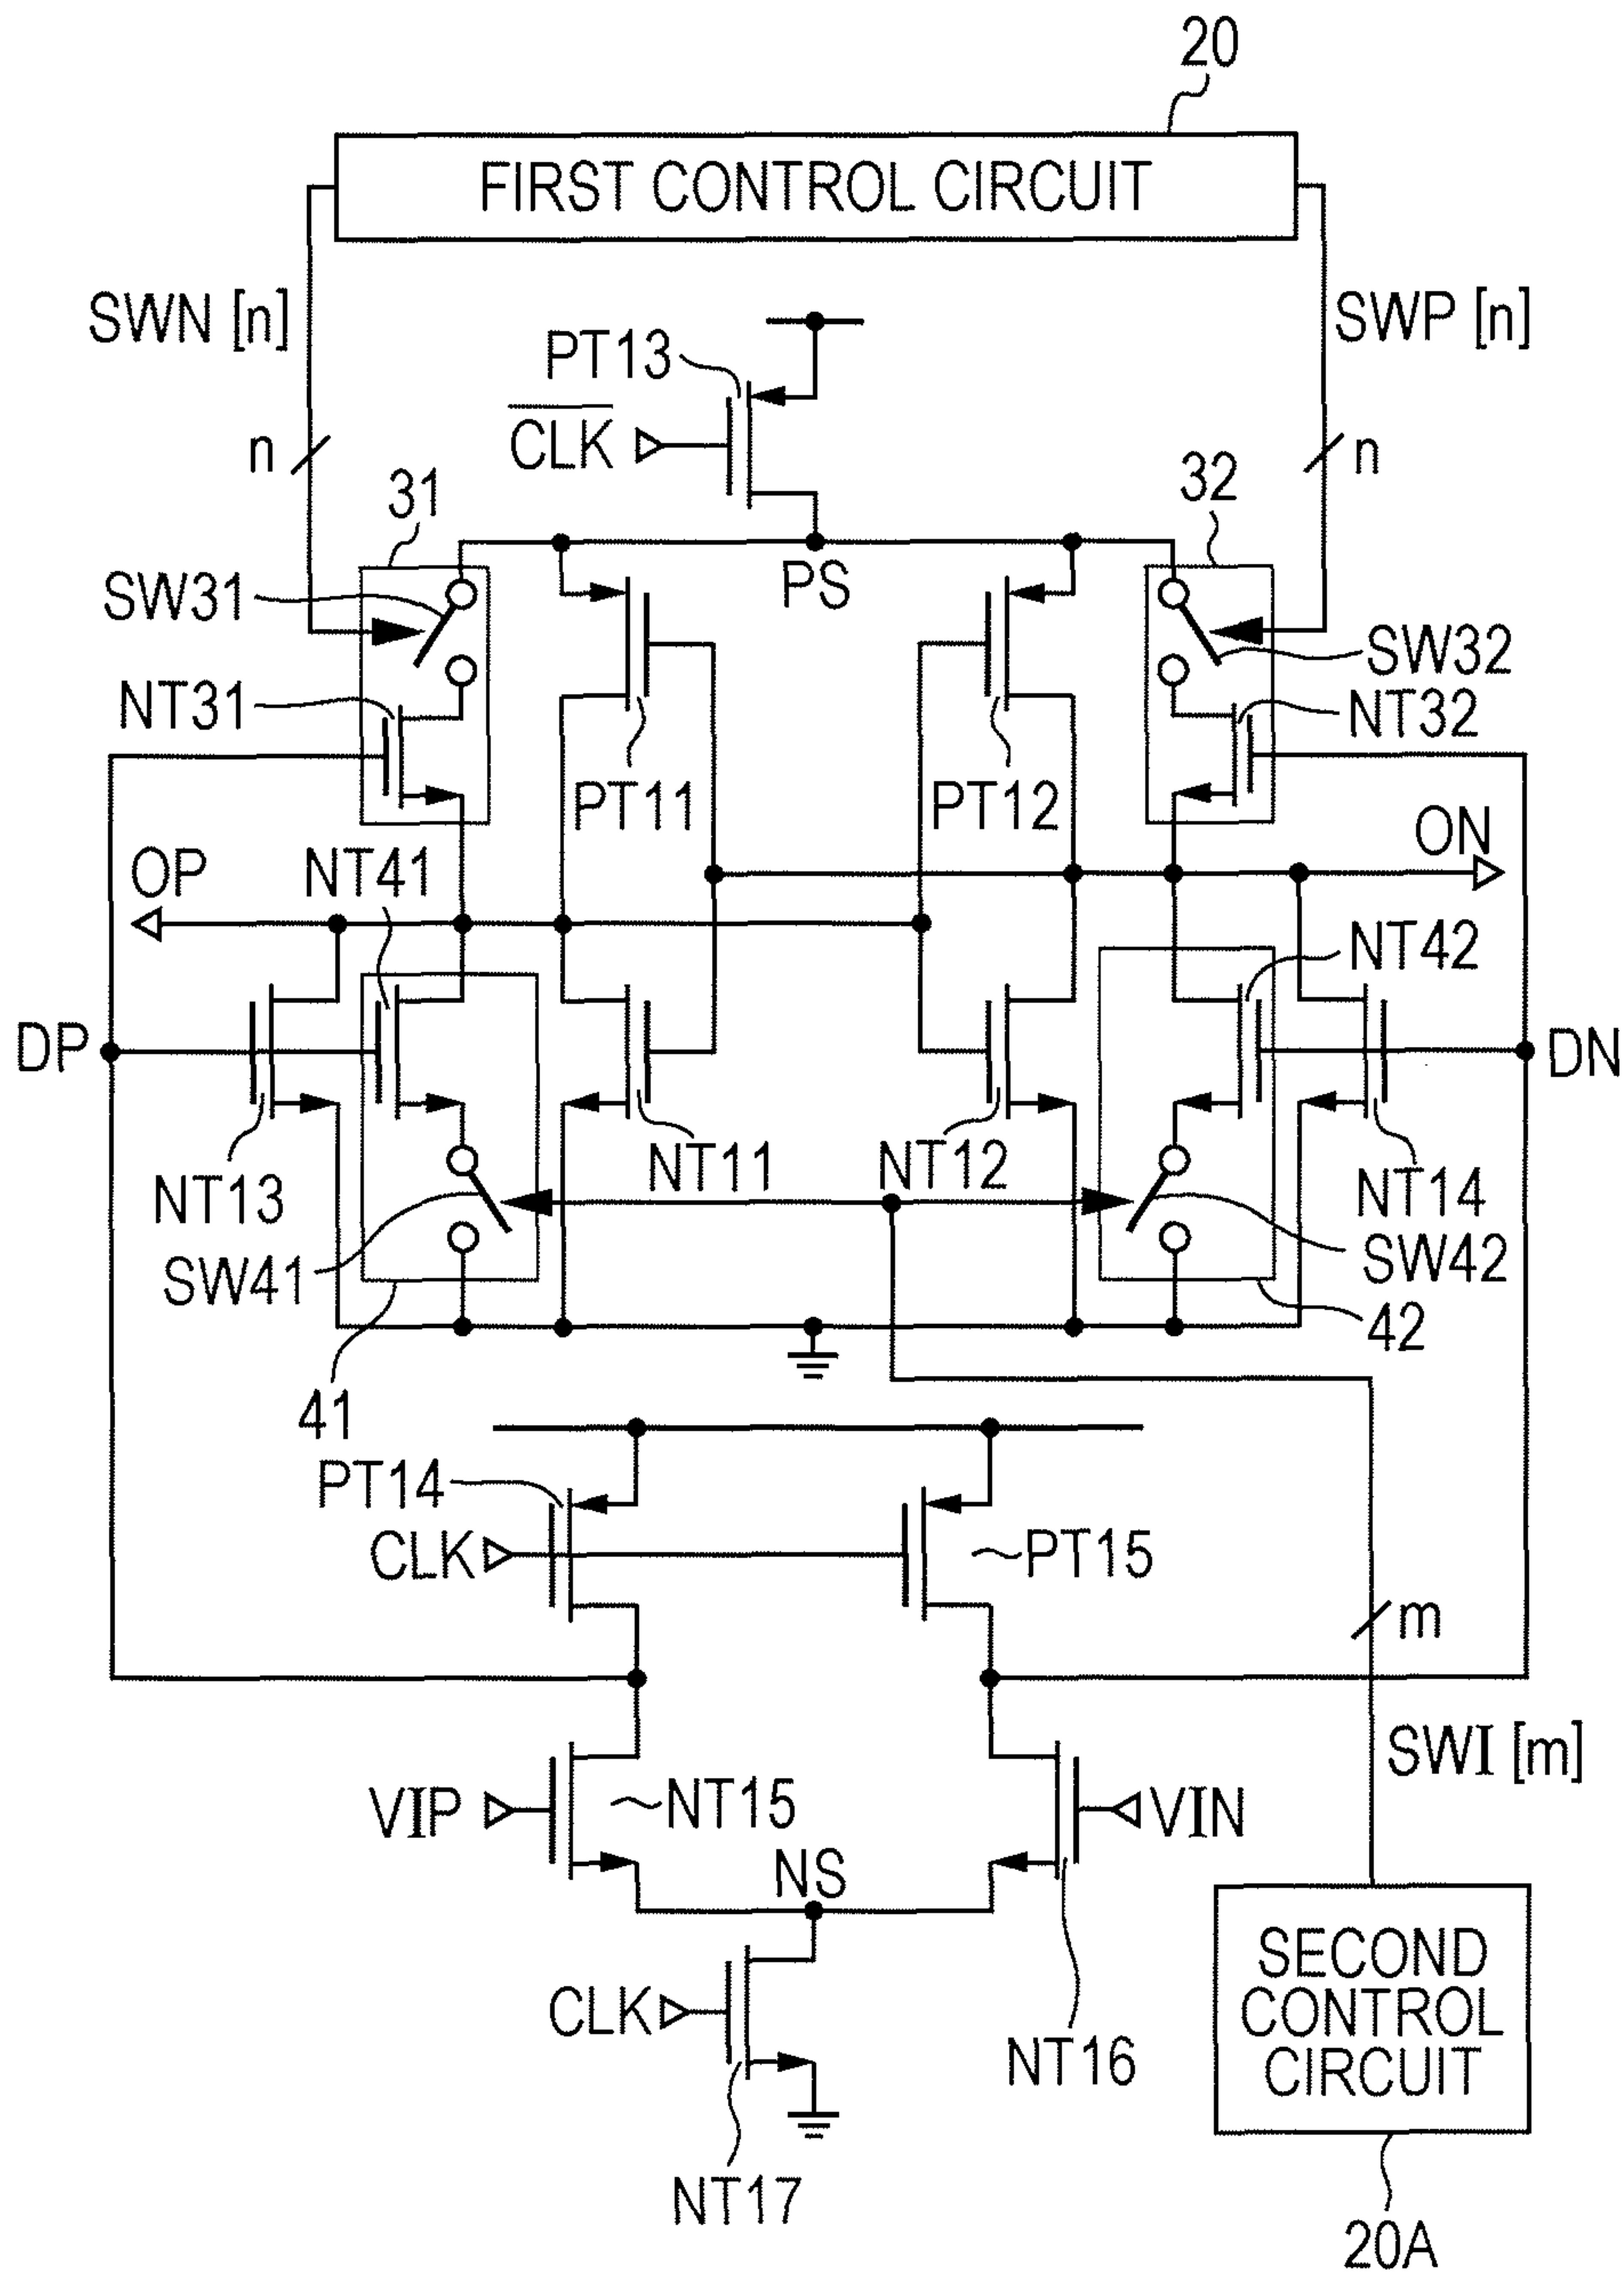 20
FIRST CONTROL CIRCUIT
SWN [n]
SWP [n]
PT13
CLK
n
n
31
32
PS
SW31
SW32
NT31
NT32
PT11
PT12
OP
NT41
ON
NT42
DP
DN
NT13
NT11
NT12
NT14
SW41
SW42
42
41
PT14
CLK
PT15
m
SWI [m]
VIP
NT15
VIN
NS
SECOND
CONTROL
CIRCUIT
CLK
NT16
NT17
20A